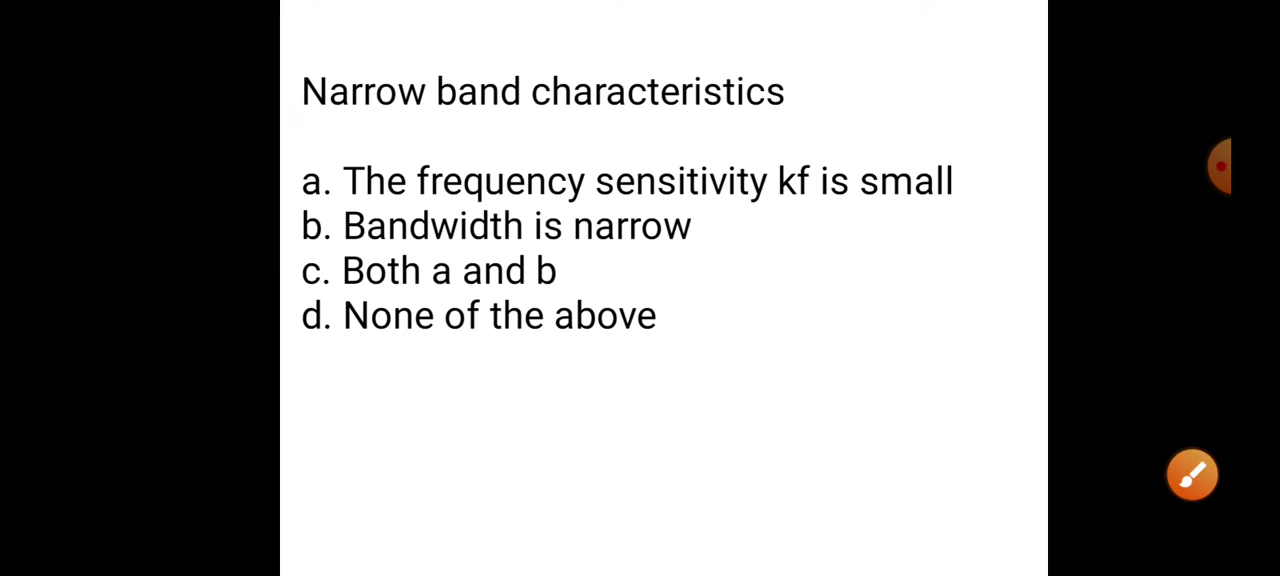 Narrow band characteristics
a. The frequency sensitivity kf is small
b. Bandwidth is narrow
c. Both a and b
d. None of the above